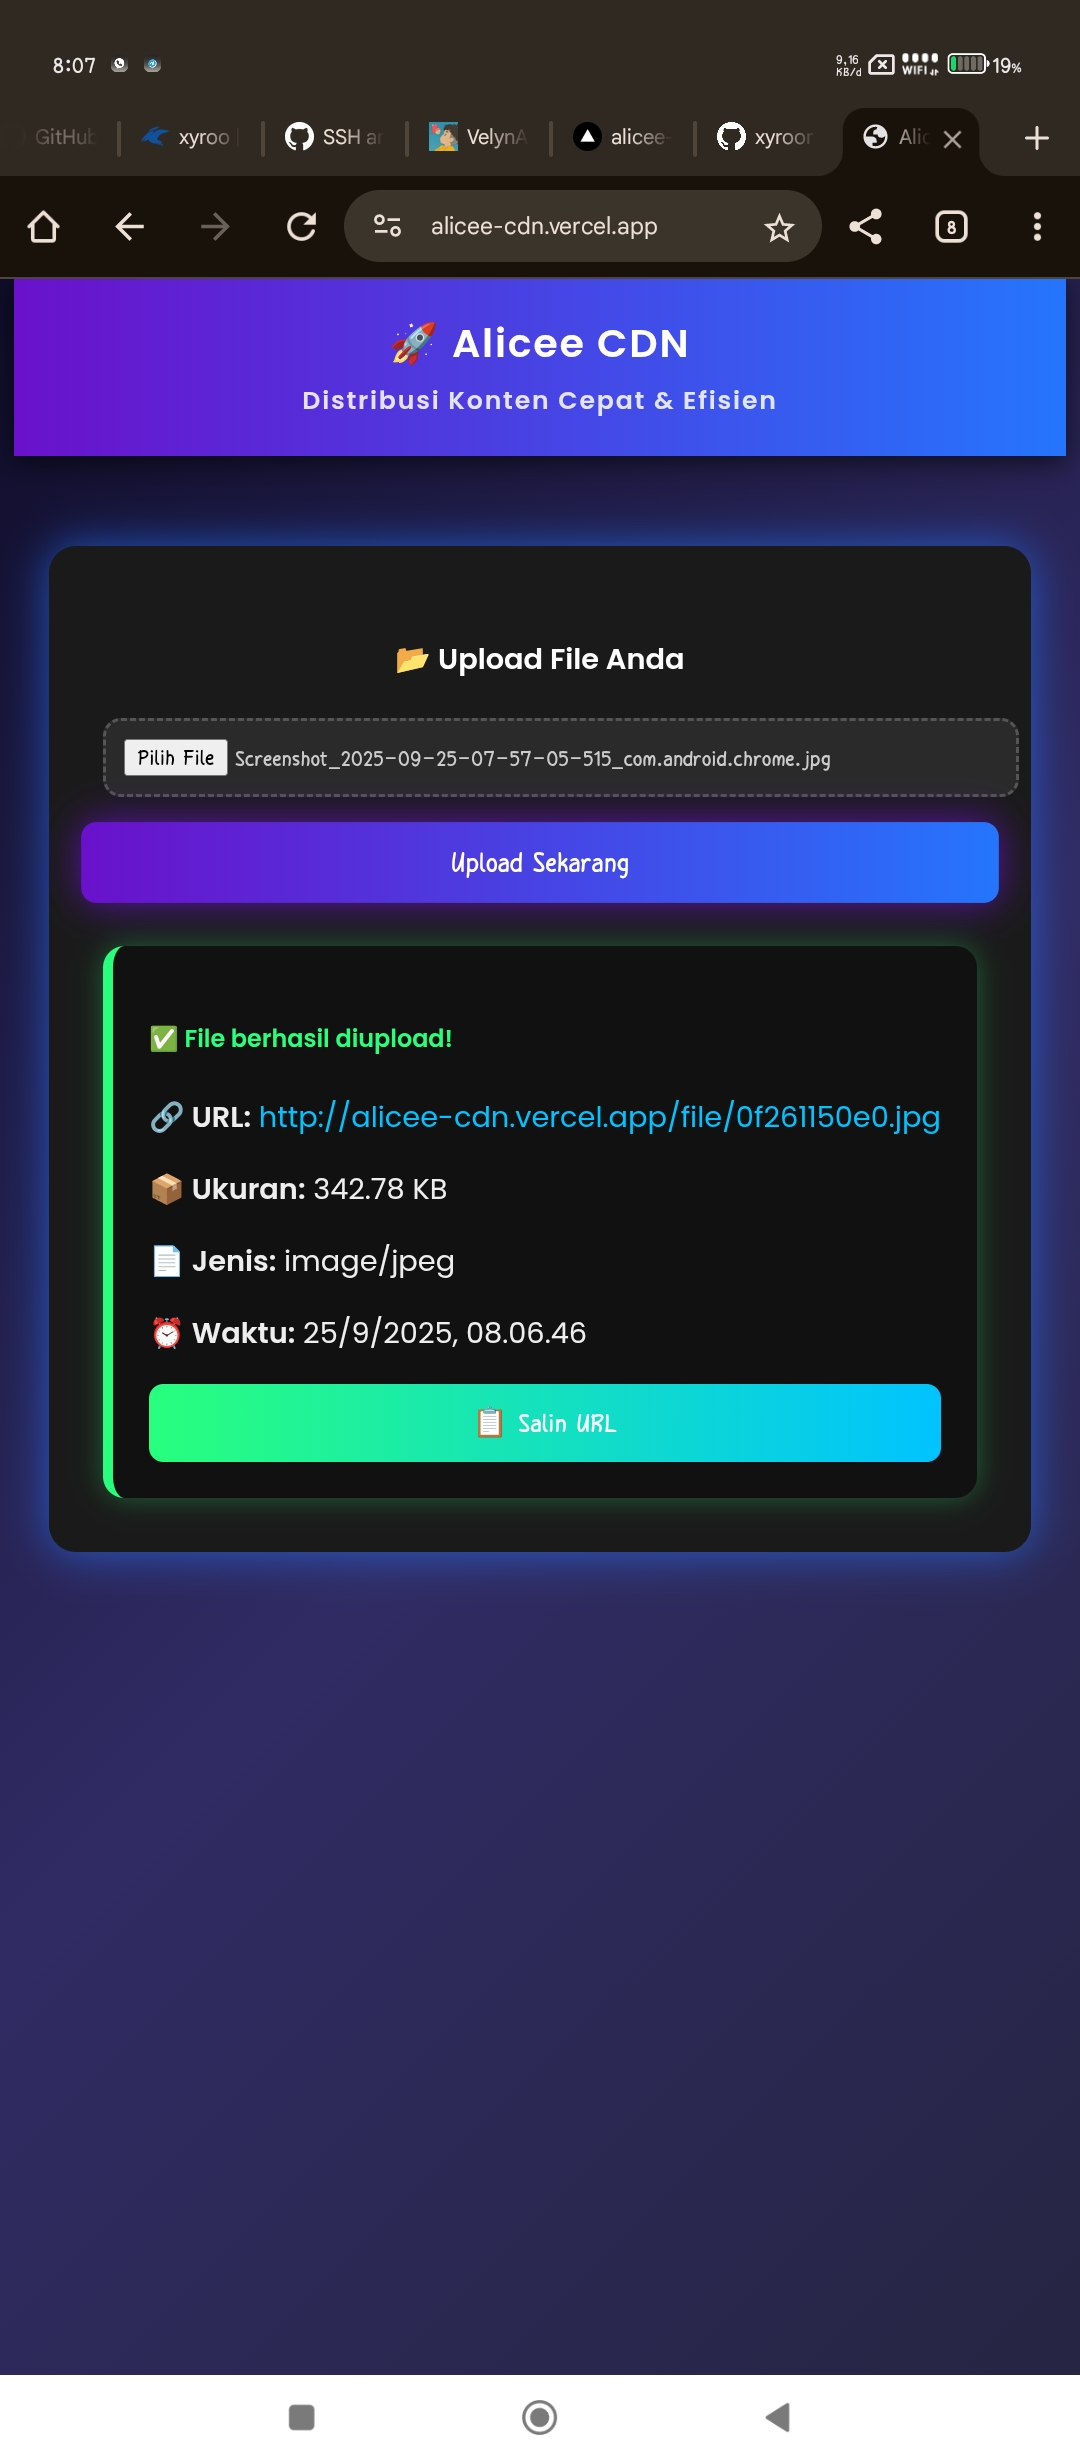 8:07
9,16
KB/d
WIFI
19%
GitHub
xyroo
SSH ar
VelynA
alicee-
xyroor
Alic
alicee-cdn.vercel.app
8
🚀 Alicee CDN
Distribusi Konten Cepat & Efisien
📂 Upload File Anda
Pilih File Screenshot_2025-09-25-07-57-05-515_com.android.chrome.jpg
Upload Sekarang
✅ File berhasil diupload!
🔗 URL: http://alicee-cdn.vercel.app/file/0f261150e0.jpg
📦 Ukuran: 342.78 KB
📄 Jenis: image/jpeg
⏰ Waktu: 25/9/2025, 08.06.46
📋 Salin URL